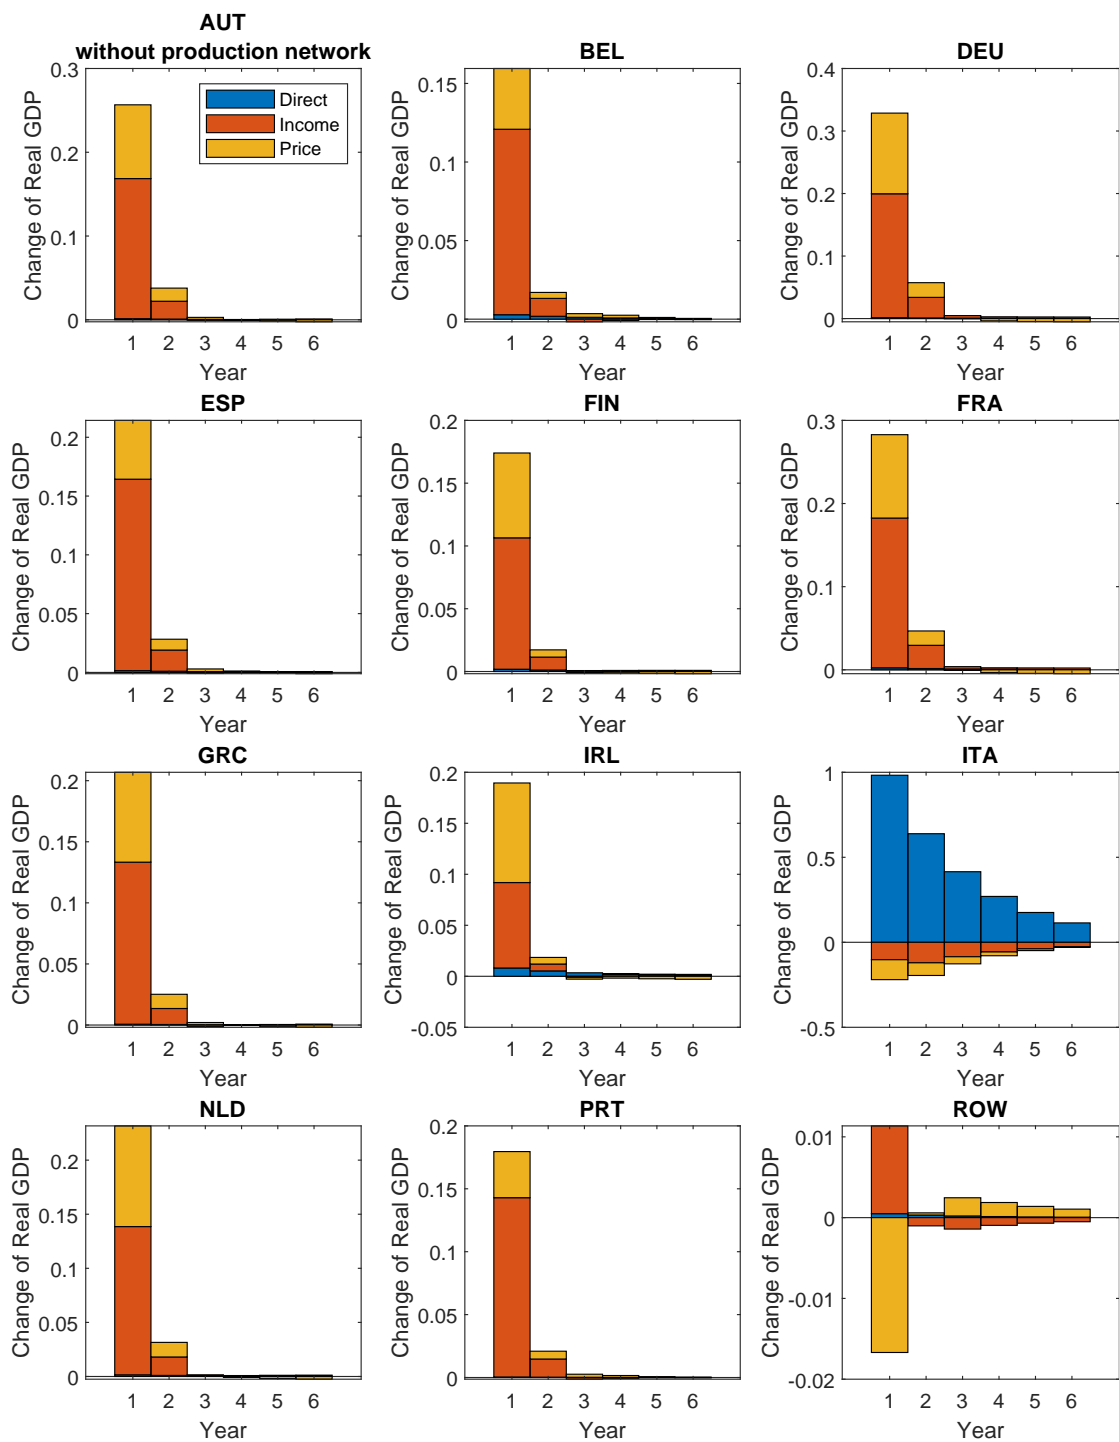 AUT
without production network
0.3
0.2
0.1
0
Change of Real GDP
Direct
Income
Price
1 2 3 4 5 6
Year
BEL
0.15
0.1
0.05
0
Change of Real GDP
1 2 3 4 5 6
Year
DEU
0.4
0.3
0.2
0.1
0
Change of Real GDP
1 2 3 4 5 6
Year
ESP
0.2
0.15
0.1
0.05
0
Change of Real GDP
1 2 3 4 5 6
Year
FIN
0.2
0.15
0.1
0.05
0
Change of Real GDP
1 2 3 4 5 6
Year
FRA
0.3
0.2
0.1
0
Change of Real GDP
1 2 3 4 5 6
Year
GRC
0.2
0.15
0.1
0.05
0
Change of Real GDP
1 2 3 4 5 6
Year
IRL
0.2
0.15
0.1
0.05
0
-0.05
Change of Real GDP
1 2 3 4 5 6
Year
ITA
1
0.5
0
-0.5
Change of Real GDP
1 2 3 4 5 6
Year
NLD
0.2
0.15
0.1
0.05
0
Change of Real GDP
1 2 3 4 5 6
Year
PRT
0.2
0.15
0.1
0.05
0
Change of Real GDP
1 2 3 4 5 6
Year
ROW
0.01
0
-0.01
-0.02
Change of Real GDP
1 2 3 4 5 6
Year